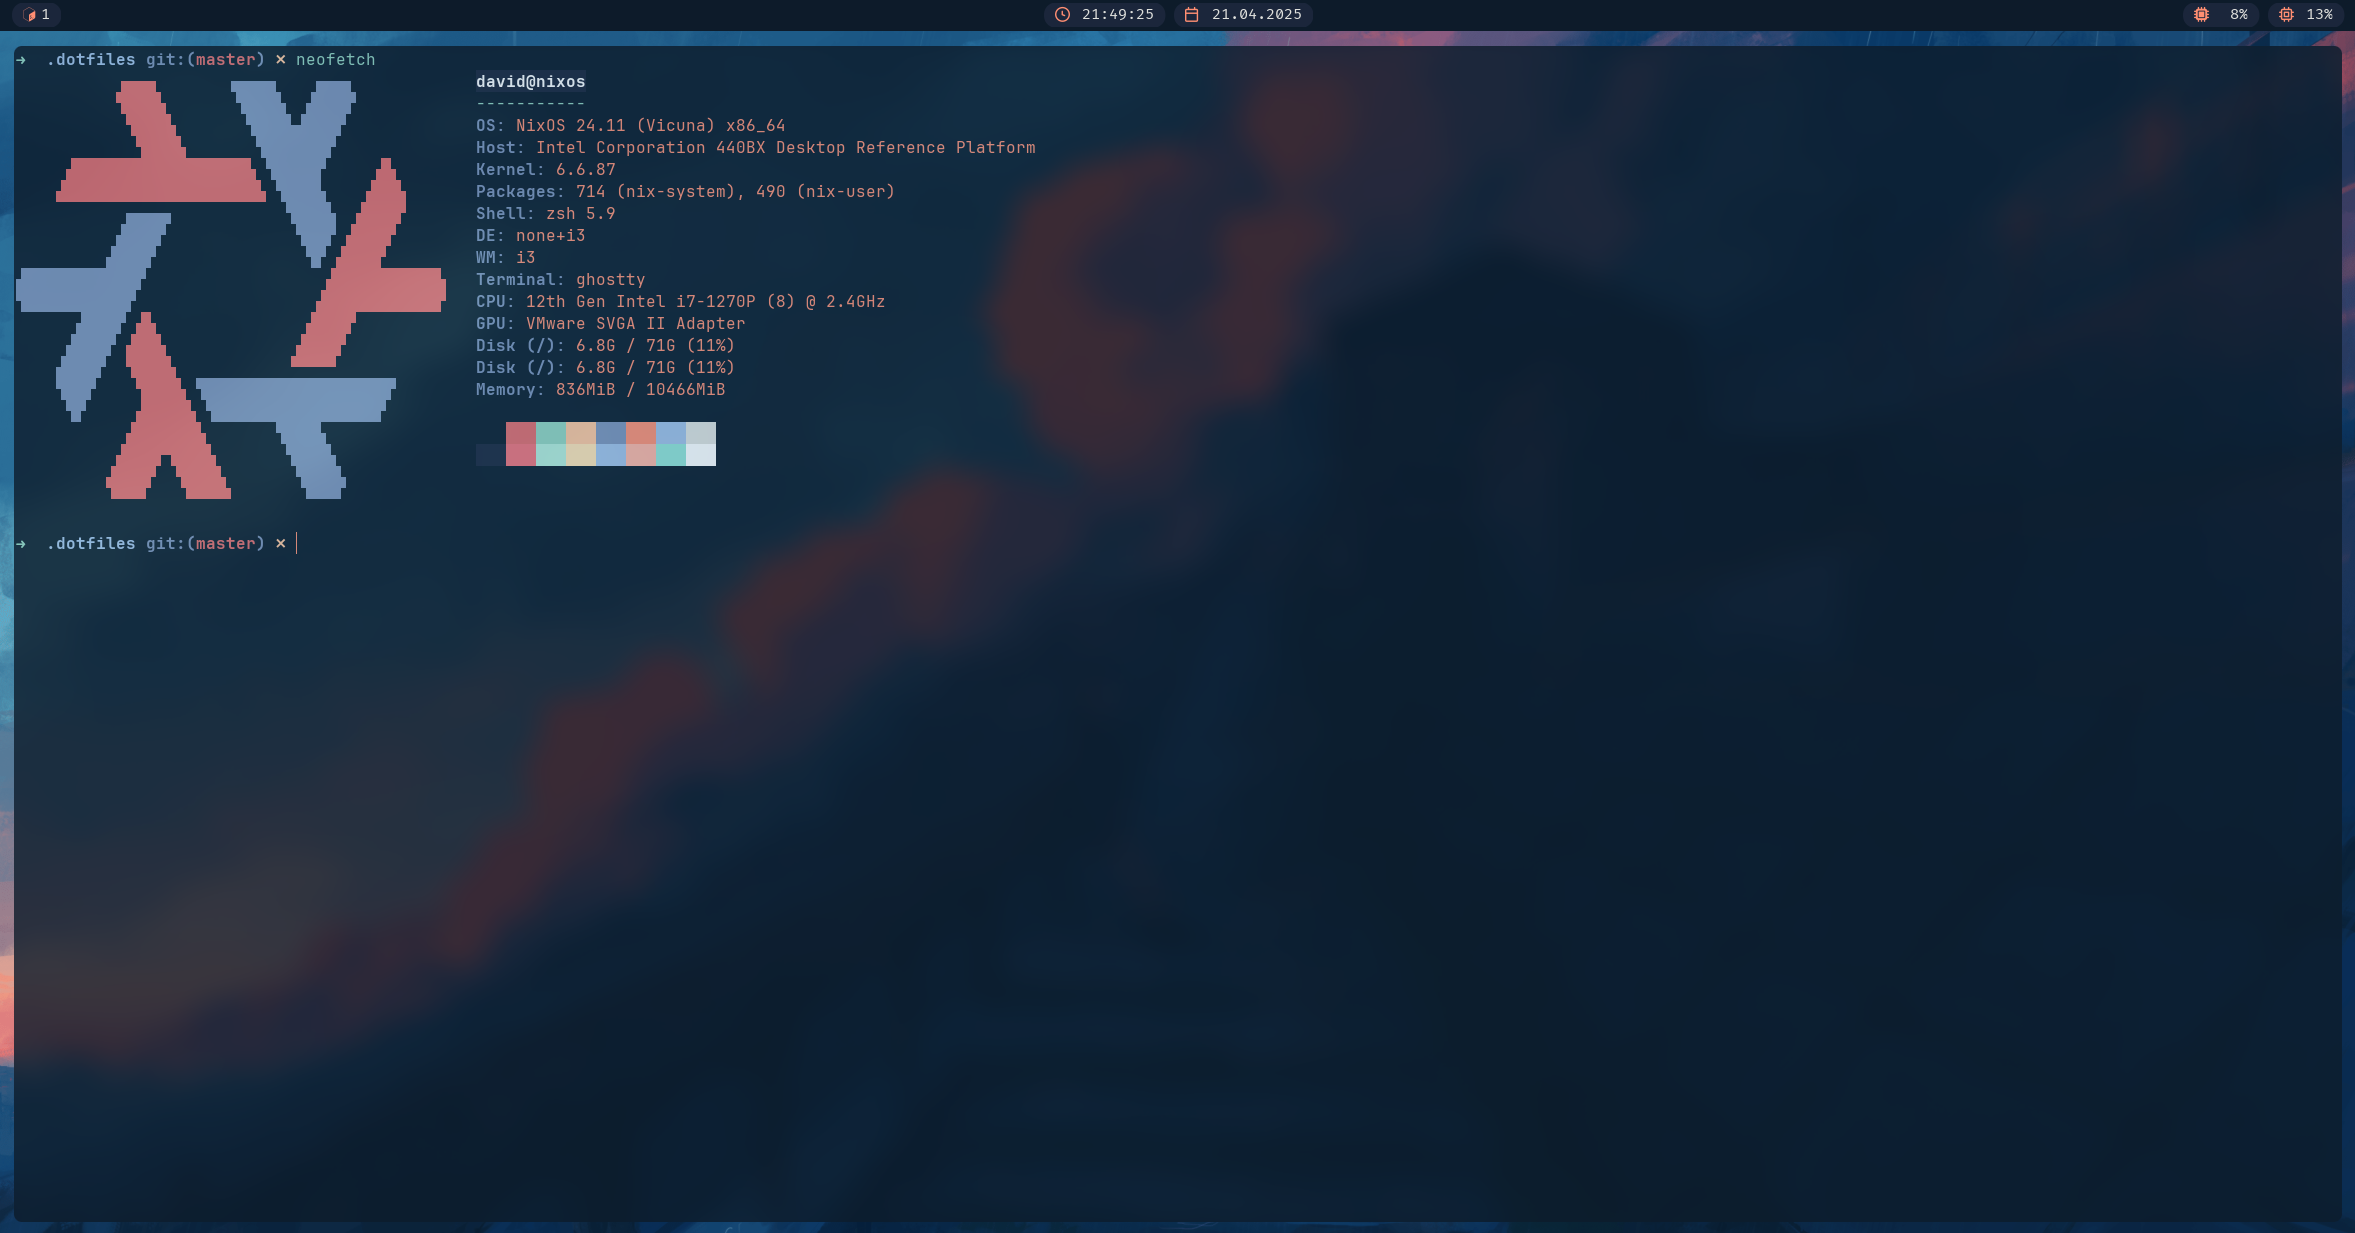 1
21:49:25
21.04.2025
8%
13%
➜ .dotfiles git:(master) ✗ neofetch
david@nixos
-----------
OS: NixOS 24.11 (Vicuna) x86_64
Host: Intel Corporation 440BX Desktop Reference Platform
Kernel: 6.6.87
Packages: 714 (nix-system), 490 (nix-user)
Shell: zsh 5.9
DE: none+i3
WM: i3
Terminal: ghostty
CPU: 12th Gen Intel i7-1270P (8) @ 2.4GHz
GPU: VMware SVGA II Adapter
Disk (/): 6.8G / 71G (11%)
Disk (/): 6.8G / 71G (11%)
Memory: 836MiB / 10466MiB
➜ .dotfiles git:(master) ✗